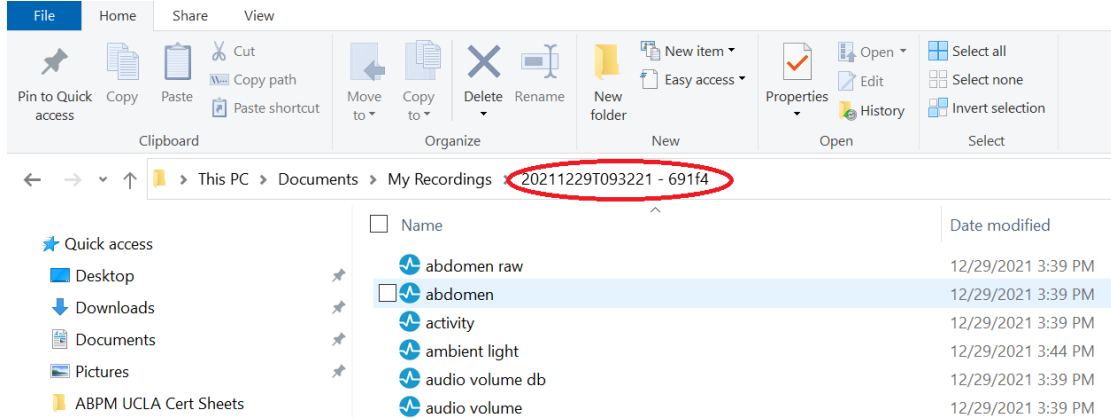 File Home Share View
Pin to Quick access
Copy
Paste
Cut
W... Copy path
Paste shortcut
Clipboard
Move to
Copy to
Delete
Rename
Organize
New folder
New item
Easy access
New
Properties
Open
Edit
History
Open
Select all
Select none
Invert selection
Select
This PC > Documents > My Recordings > 20211229T093221 - 691f4
Name Date modified
Quick access
Desktop
Downloads
Documents
Pictures
ABPM UCLA Cert Sheets
abdomen raw 12/29/2021 3:39 PM
abdomen 12/29/2021 3:39 PM
activity 12/29/2021 3:39 PM
ambient light 12/29/2021 3:44 PM
audio volume db 12/29/2021 3:39 PM
audio volume 12/29/2021 3:39 PM